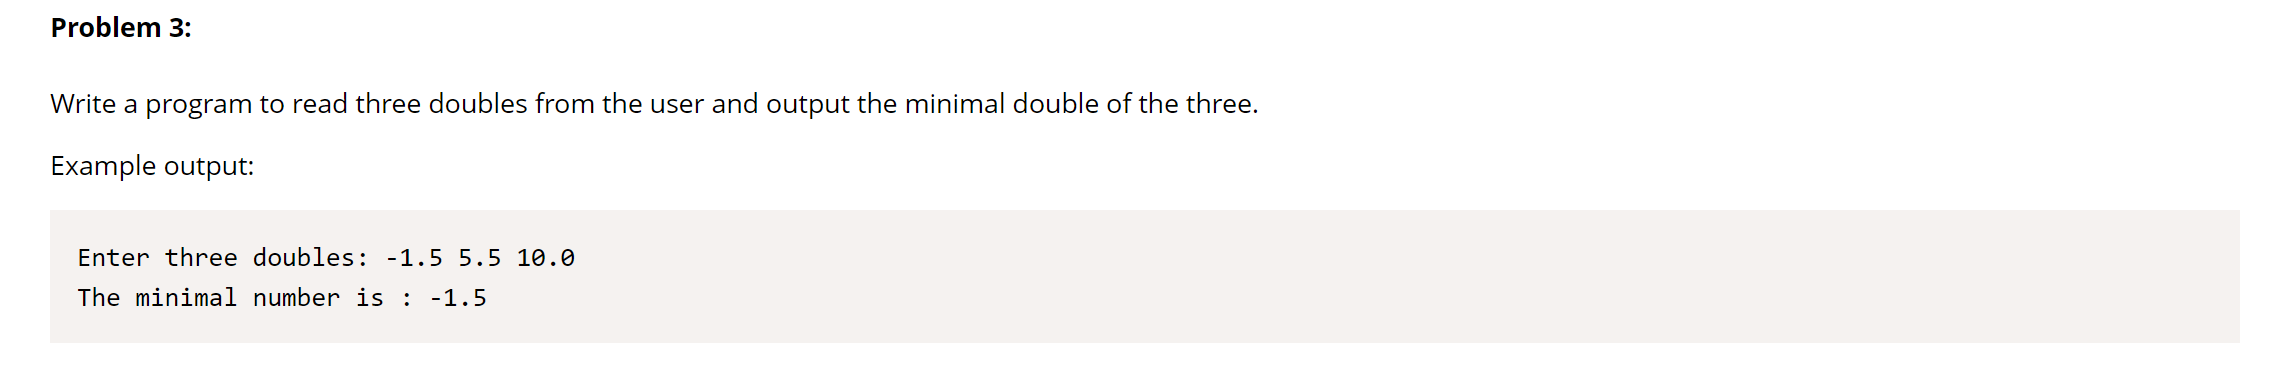 Problem 3:
Write a program to read three doubles from the user and output the minimal double of the three.
Example output:
Enter three doubles: -1.5 5.5 10.0
The minimal number is : -1.5